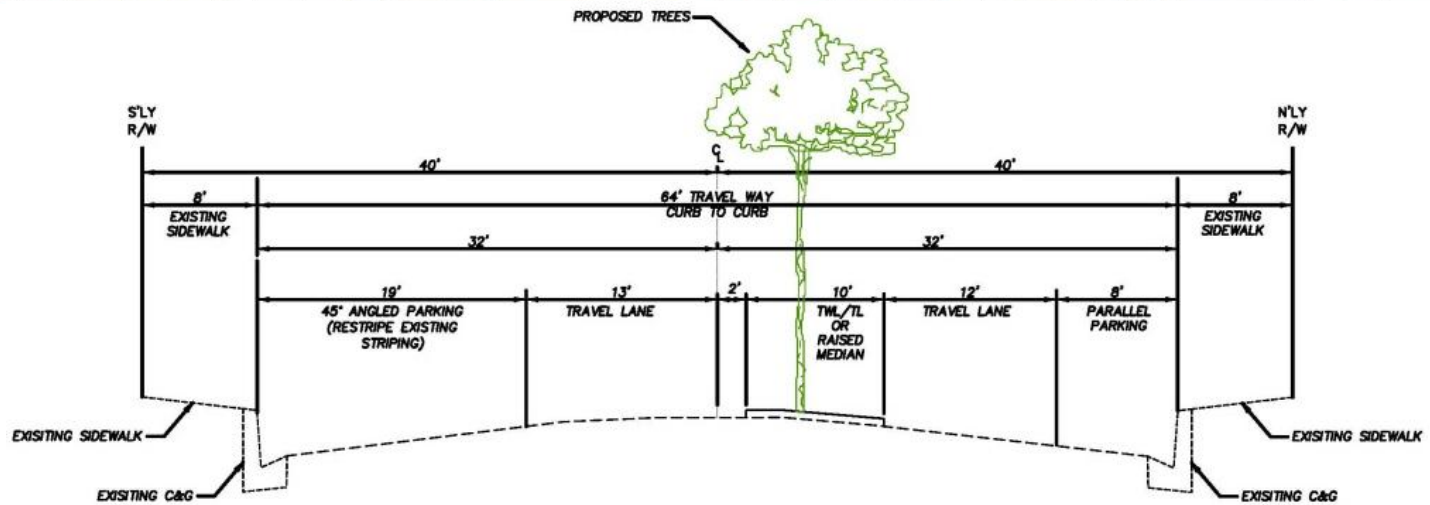 PROPOSED TREES
S'LY
R/W
N'LY
R/W
CL
40'
40'
8'
EXISTING
SIDEWALK
64' TRAVEL WAY
CURB TO CURB
8'
EXISTING
SIDEWALK
32'
32'
19'
45° ANGLED PARKING
(RESTRIPE EXISTING
STRIPING)
13'
TRAVEL LANE
2'
10'
TWL/TL
OR
RAISED
MEDIAN
12'
TRAVEL LANE
8'
PARALLEL
PARKING
EXISITING SIDEWALK
EXISITING SIDEWALK
EXISITING C&G
EXISITING C&G